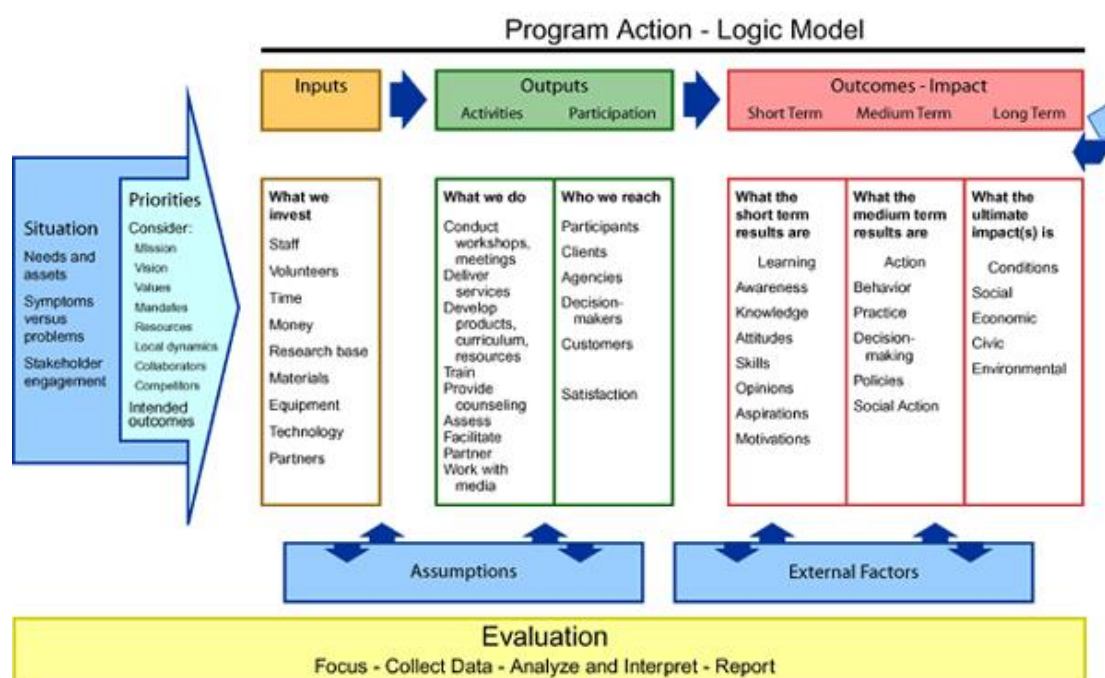 Program Action - Logic Model
Inputs
Outputs
Activities Participation
Outcomes - Impact
Short Term Medium Term Long Term
Situation
Needs and
assets
Symptoms
versus
problems
Stakeholder
engagement
Priorities
Consider:
Mission
Vision
Values
Mandates
Resources
Local dynamics
Collaborators
Competitors
Intended
outcomes
What we
invest
Staff
Volunteers
Time
Money
Research base
Materials
Equipment
Technology
Partners
What we do
Conduct
workshops,
meetings
Deliver
services
Develop
products,
curriculum,
resources
Train
Provide
counseling
Assess
Facilitate
Partner
Work with
media
Who we reach
Participants
Clients
Agencies
Decision-
makers
Customers
Satisfaction
What the
short term
results are
Learning
Awareness
Knowledge
Attitudes
Skills
Opinions
Aspirations
Motivations
What the
medium term
results are
Action
Behavior
Practice
Decision-
making
Policies
Social Action
What the
ultimate
impact(s) is
Conditions
Social
Economic
Civic
Environmental
Assumptions
External Factors
Evaluation
Focus - Collect Data - Analyze and Interpret - Report